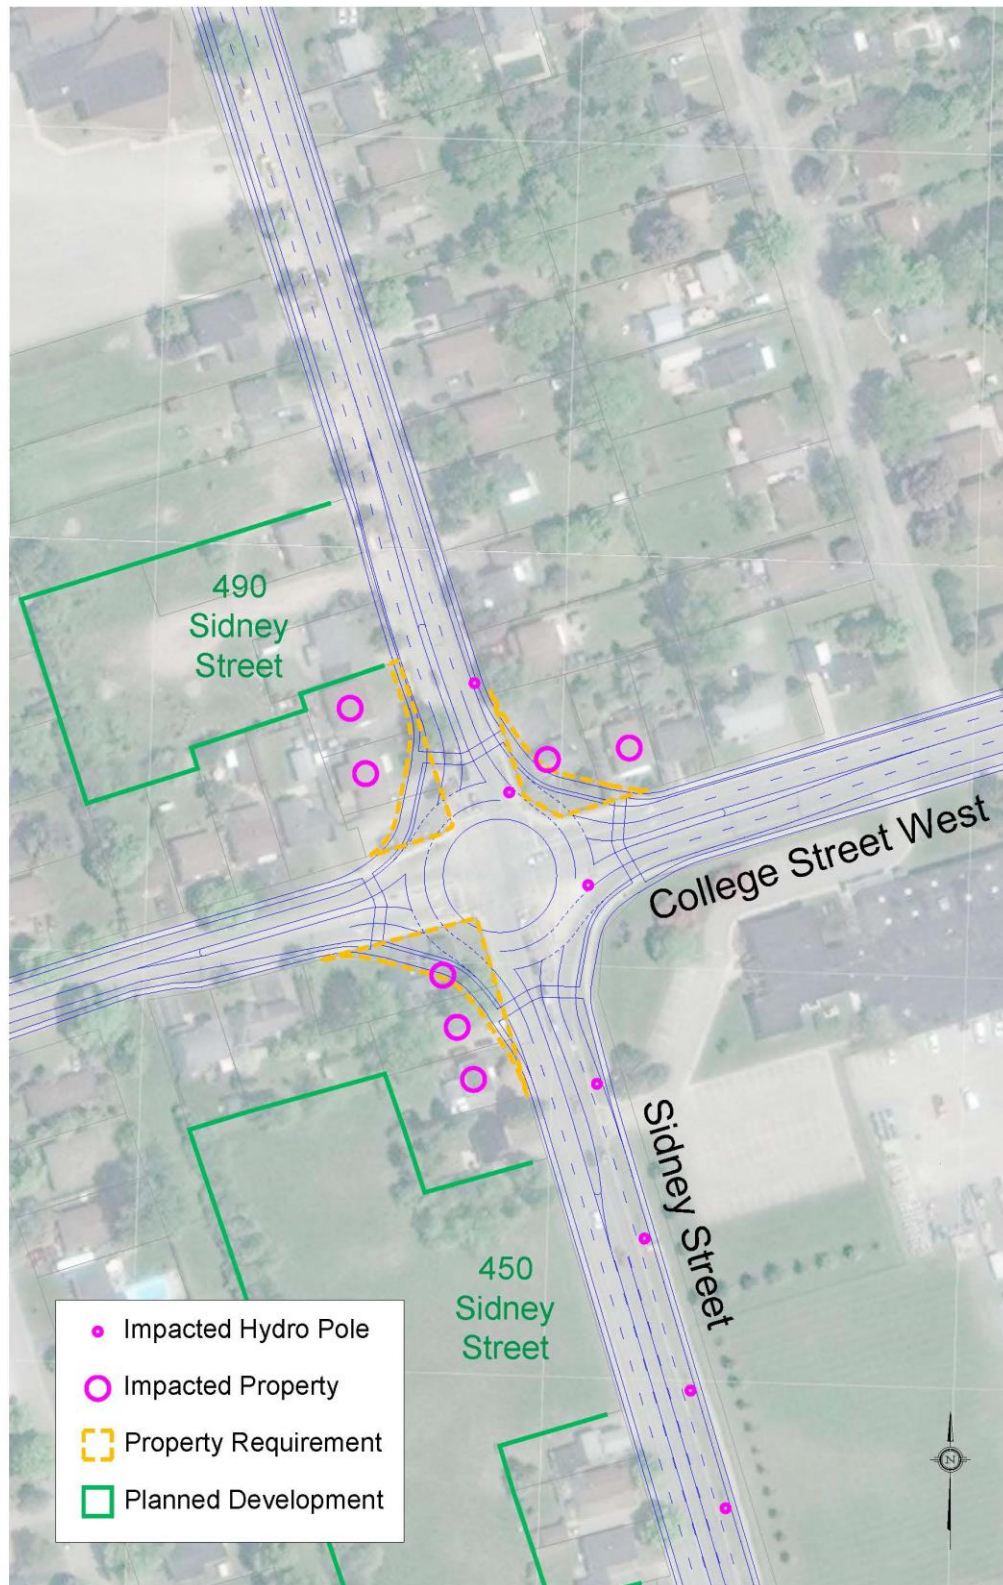 490
Sidney
Street
College Street West
Sidney Street
450
Sidney
Street
Impacted Hydro Pole
Impacted Property
Property Requirement
Planned Development
N